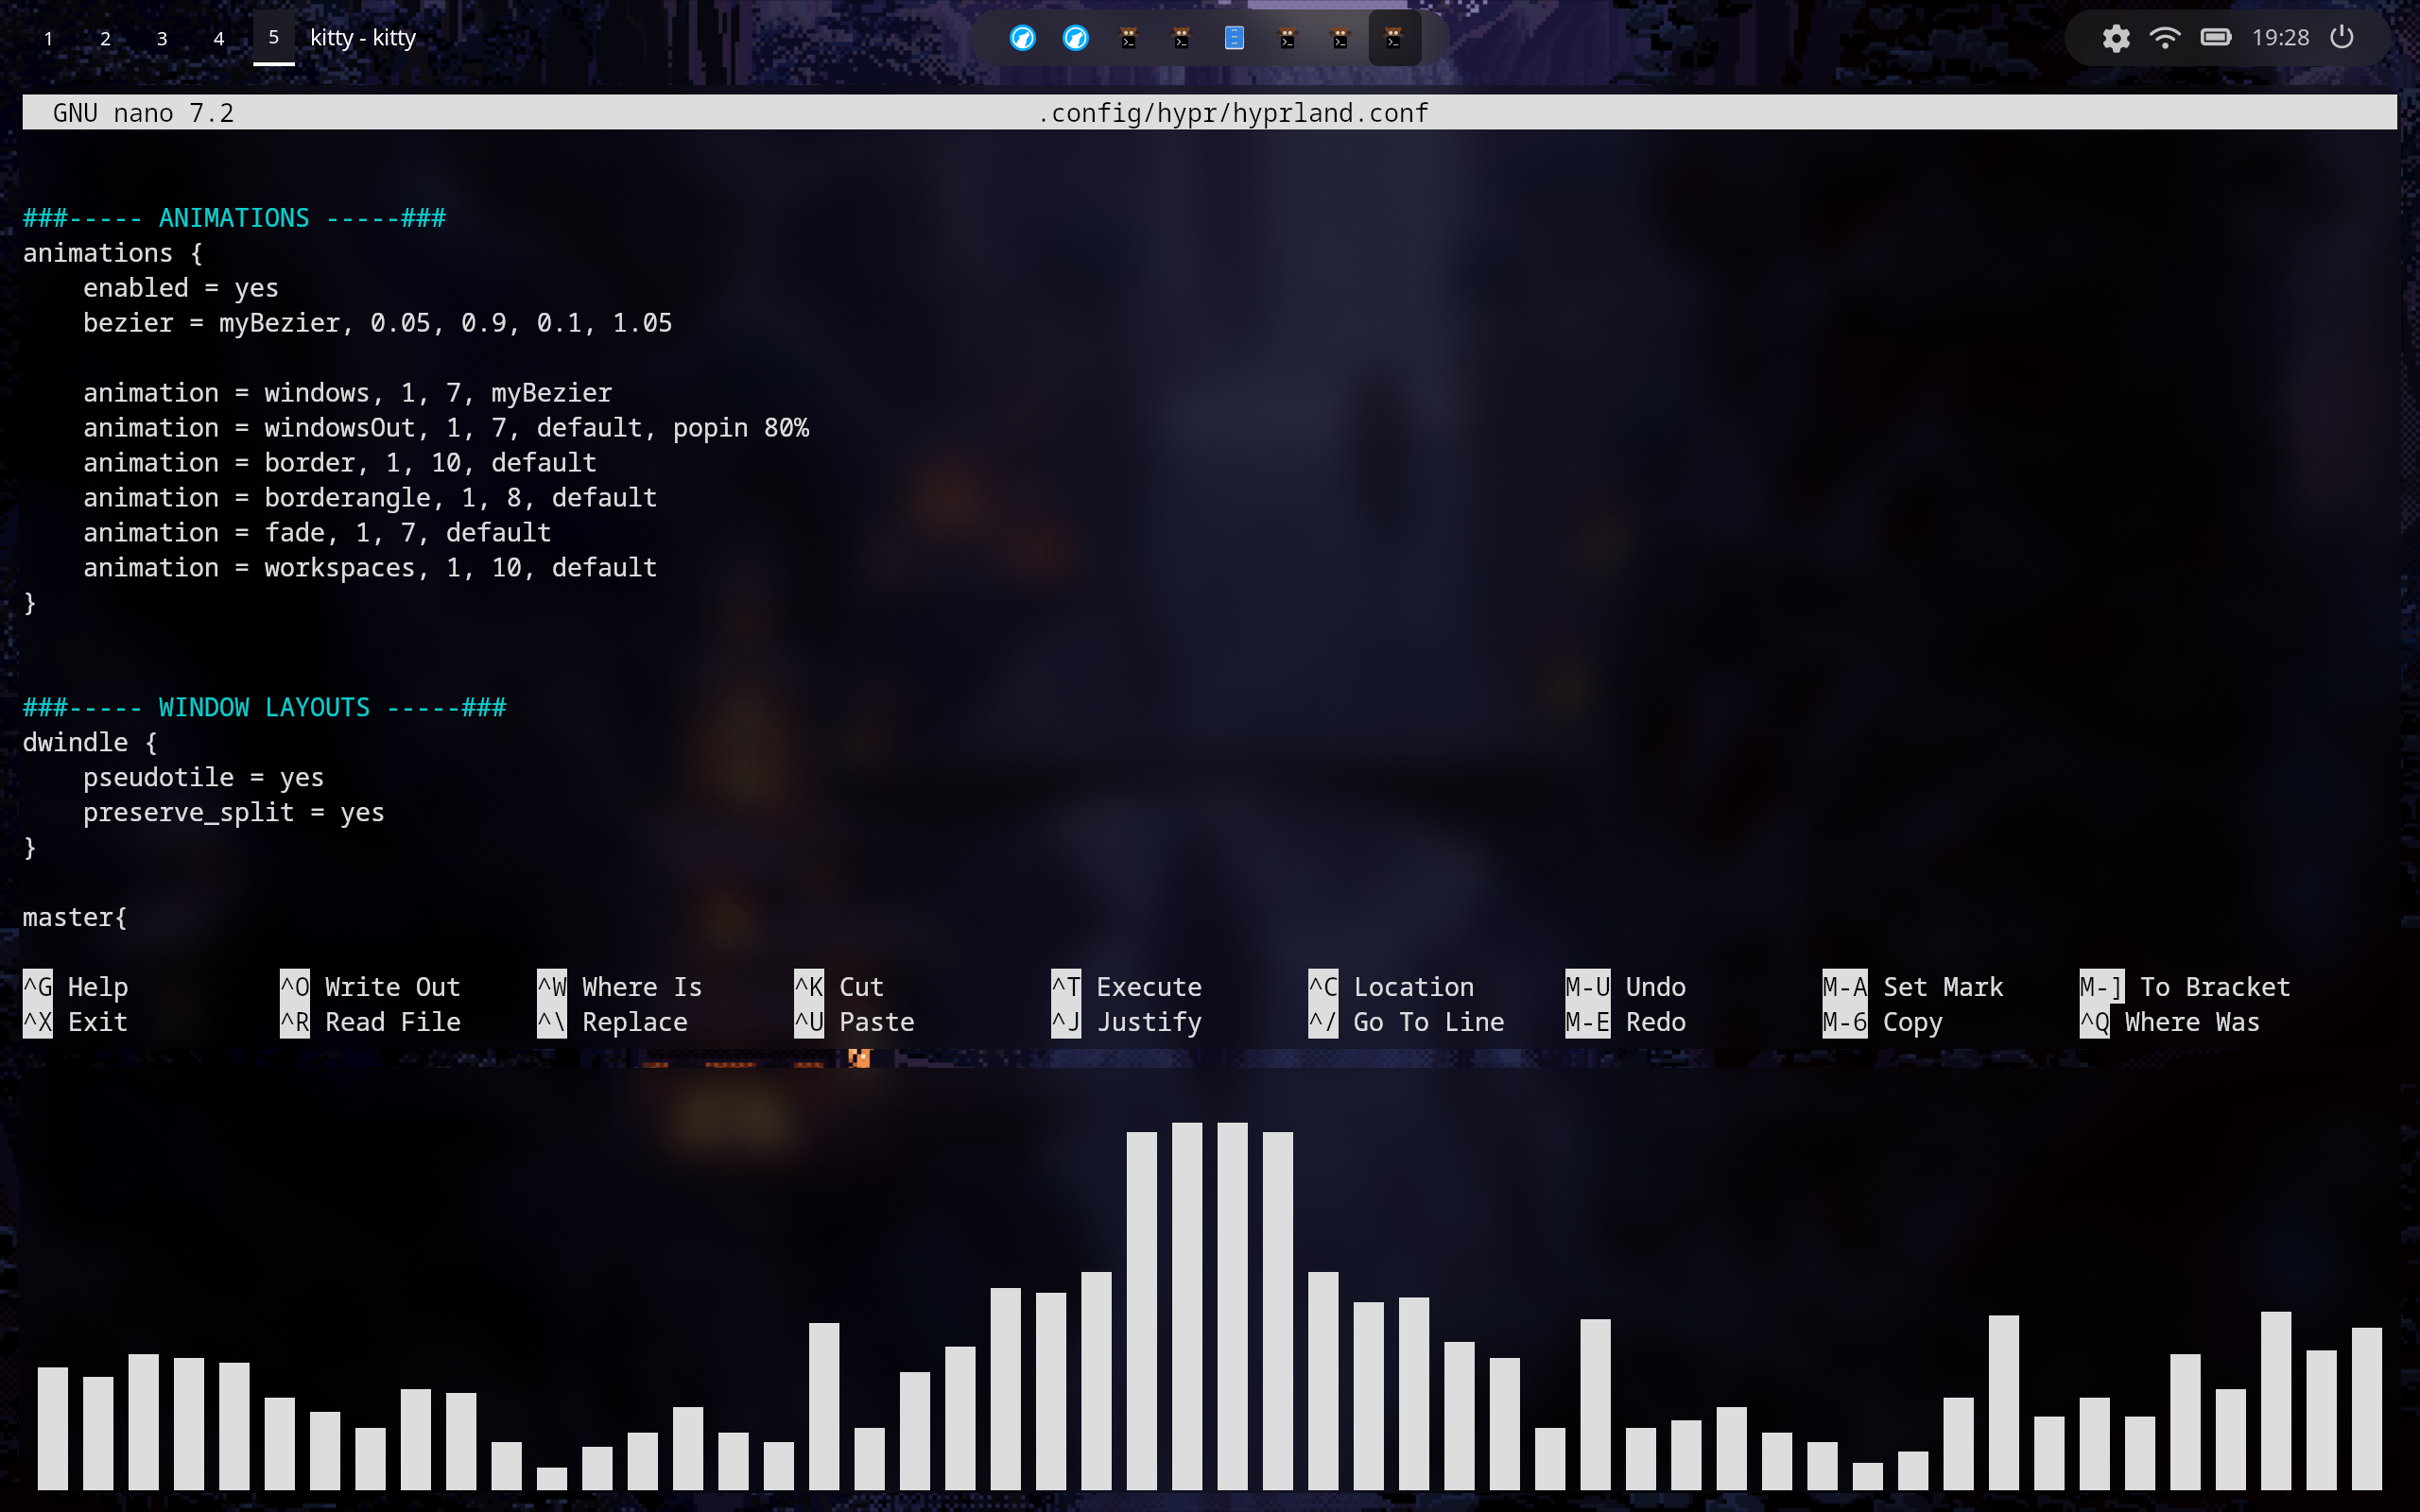 1 2 3 4 5 kitty - kitty 19:28
GNU nano 7.2 .config/hypr/hyprland.conf
###----- ANIMATIONS -----###
animations {
    enabled = yes
    bezier = myBezier, 0.05, 0.9, 0.1, 1.05
    animation = windows, 1, 7, myBezier
    animation = windowsOut, 1, 7, default, popin 80%
    animation = border, 1, 10, default
    animation = borderangle, 1, 8, default
    animation = fade, 1, 7, default
    animation = workspaces, 1, 10, default
}
###----- WINDOW LAYOUTS -----###
dwindle {
    pseudotile = yes
    preserve_split = yes
}
master{
^G Help ^O Write Out ^W Where Is ^K Cut ^T Execute ^C Location M-U Undo M-A Set Mark M-] To Bracket
^X Exit ^R Read File ^\ Replace ^U Paste ^J Justify ^/ Go To Line M-E Redo M-6 Copy ^Q Where Was